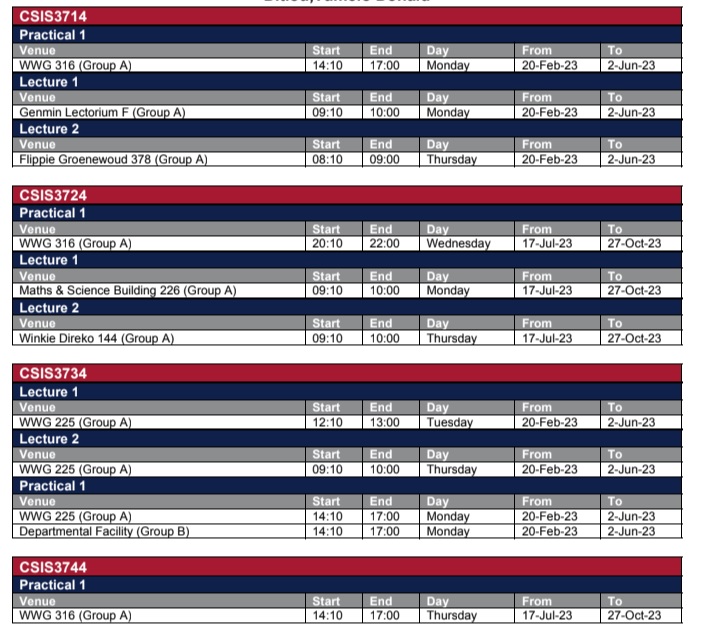 CSIS3714
Practical 1
Venue Start End Day From To
WWG 316 (Group A) 14:10 17:00 Monday 20-Feb-23 2-Jun-23
Lecture 1
Venue Start End Day From To
Genmin Lectorium F (Group A) 09:10 10:00 Monday 20-Feb-23 2-Jun-23
Lecture 2
Venue Start End Day From To
Flippie Groenewoud 378 (Group A) 08:10 09:00 Thursday 20-Feb-23 2-Jun-23
CSIS3724
Practical 1
Venue Start End Day From To
WWG 316 (Group A) 20:10 22:00 Wednesday 17-Jul-23 27-Oct-23
Lecture 1
Venue Start End Day From To
Maths & Science Building 226 (Group A) 09:10 10:00 Monday 17-Jul-23 27-Oct-23
Lecture 2
Venue Start End Day From To
Winkie Direko 144 (Group A) 09:10 10:00 Thursday 17-Jul-23 27-Oct-23
CSIS3734
Lecture 1
Venue Start End Day From To
WWG 225 (Group A) 12:10 13:00 Tuesday 20-Feb-23 2-Jun-23
Lecture 2
Venue Start End Day From To
WWG 225 (Group A) 09:10 10:00 Thursday 20-Feb-23 2-Jun-23
Practical 1
Venue Start End Day From To
WWG 225 (Group A) 14:10 17:00 Monday 20-Feb-23 2-Jun-23
Departmental Facility (Group B) 14:10 17:00 Monday 20-Feb-23 2-Jun-23
CSIS3744
Practical 1
Venue Start End Day From To
WWG 316 (Group A) 14:10 17:00 Thursday 17-Jul-23 27-Oct-23